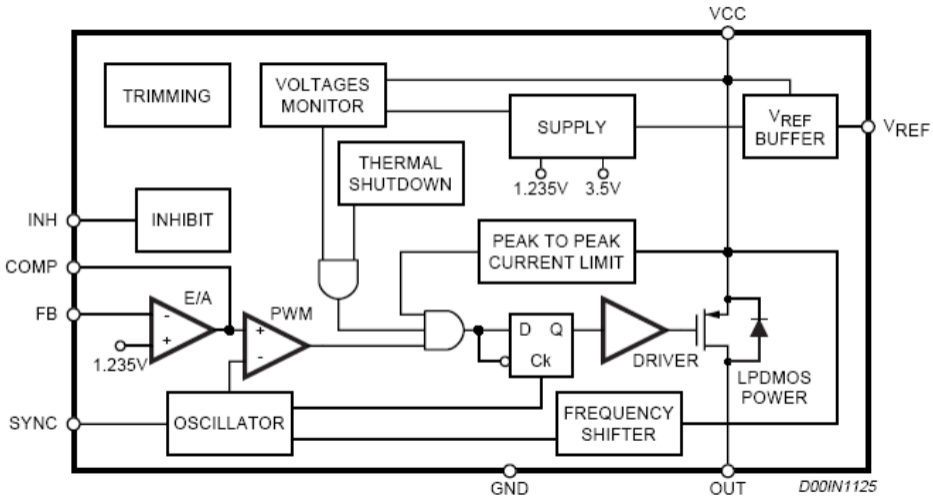 VCC
TRIMMING
VOLTAGES
MONITOR
SUPPLY
VREF
BUFFER
VREF
1.235V
3.5V
THERMAL
SHUTDOWN
INH
INHIBIT
PEAK TO PEAK
CURRENT LIMIT
COMP
FB
E/A
-
+
1.235V
PWM
+
-
D Q
Ck
DRIVER
LPDMOS
POWER
SYNC
OSCILLATOR
FREQUENCY
SHIFTER
GND
OUT
D00IN1125